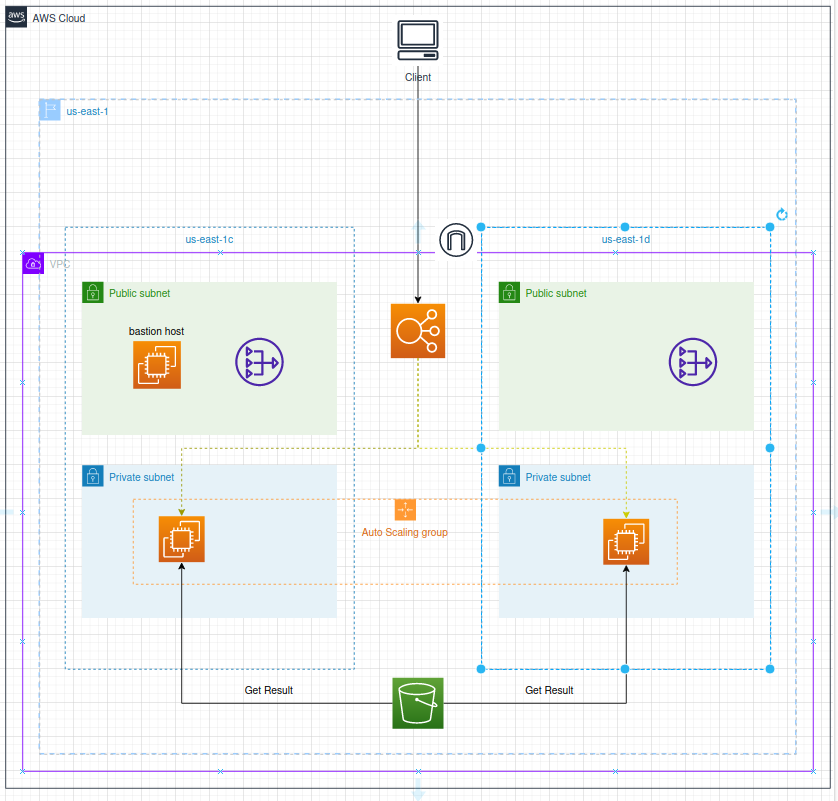 aws
AWS Cloud
Client
us-east-1
us-east-1c
us-east-1d
VPC
Public subnet
Public subnet
bastion host
Private subnet
Private subnet
Auto Scaling group
Get Result
Get Result